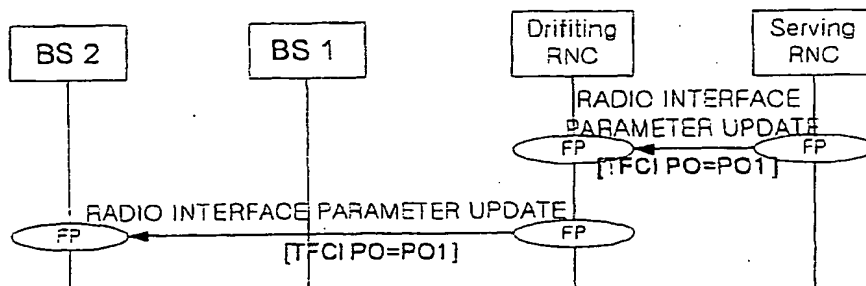 BS 2
BS 1
Drifiting
RNC
Serving
RNC
RADIO INTERFACE
PARAMETER UPDATE
FP
FP
[TFCI PO=PO1]
RADIO INTERFACE PARAMETER UPDATE
FP
FP
[TFCI PO=PO1]